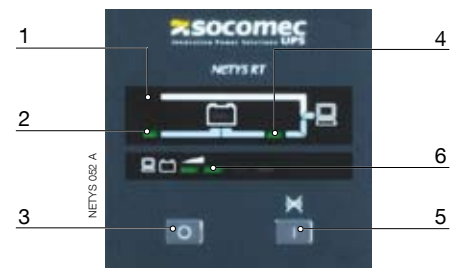 socomec
Innovative Power Solutions UPS
NETYS RT
1
4
2
6
NETYS 052 A
3
5
O
I